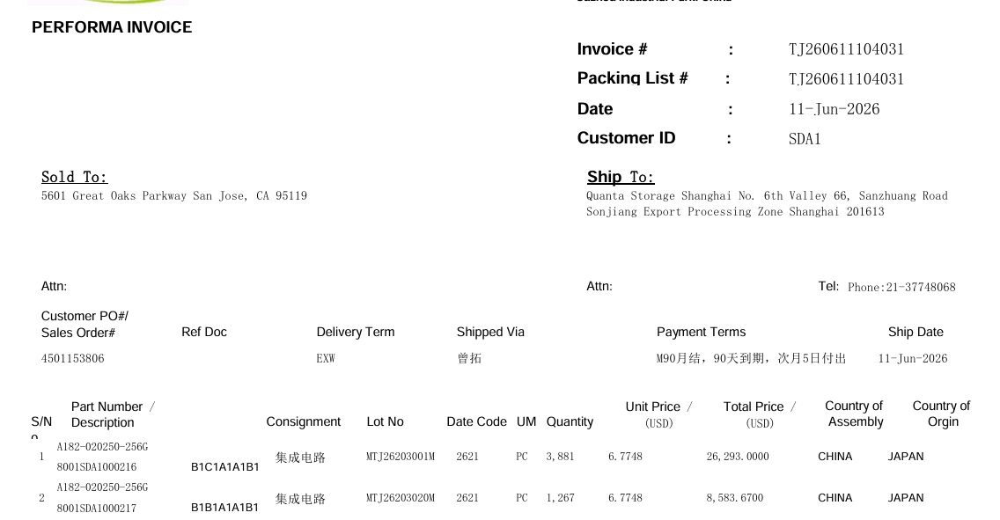 PERFORMA INVOICE
Invoice # : TJ260611104031
Packing List # : TJ260611104031
Date : 11-Jun-2026
Customer ID : SDA1
Sold To:
5601 Great Oaks Parkway San Jose, CA 95119
Ship To:
Quanta Storage Shanghai No. 6th Valley 66, Sanzhuang Road
Sonjiang Export Processing Zone Shanghai 201613
Attn:
Attn: Tel: Phone:21-37748068
Customer PO#/
Sales Order# Ref Doc Delivery Term Shipped Via Payment Terms Ship Date
4501153806 EXW 曾拓 M90月结，90天到期，次月5日付出 11-Jun-2026
Part Number / Unit Price / Total Price / Country of Country of
S/N Description Consignment Lot No Date Code UM Quantity (USD) (USD) Assembly Orgin
o
A182-020250-256G
1 集成电路 MTJ26203001M 2621 PC 3,881 6.7748 26,293.0000 CHINA JAPAN
8001SDA1000216 B1C1A1A1B1
A182-020250-256G
2 集成电路 MTJ26203020M 2621 PC 1,267 6.7748 8,583.6700 CHINA JAPAN
8001SDA1000217 B1B1A1A1B1